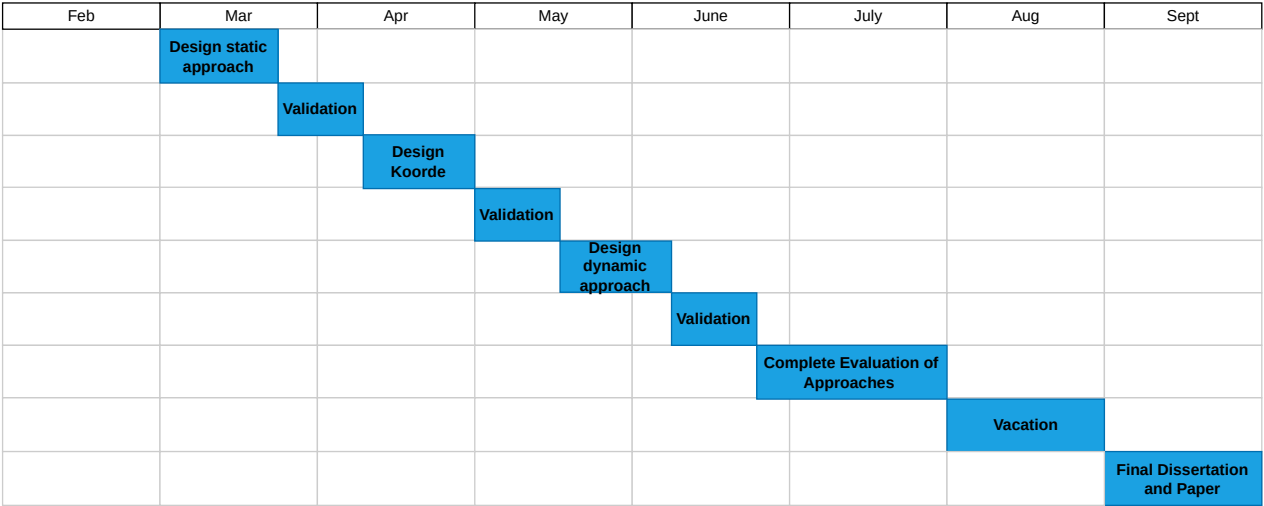 Feb Mar Apr May June July Aug Sept
Design static
approach
Validation
Design
Koorde
Validation
Design
dynamic
approach
Validation
Complete Evaluation of
Approaches
Vacation
Final Dissertation
and Paper